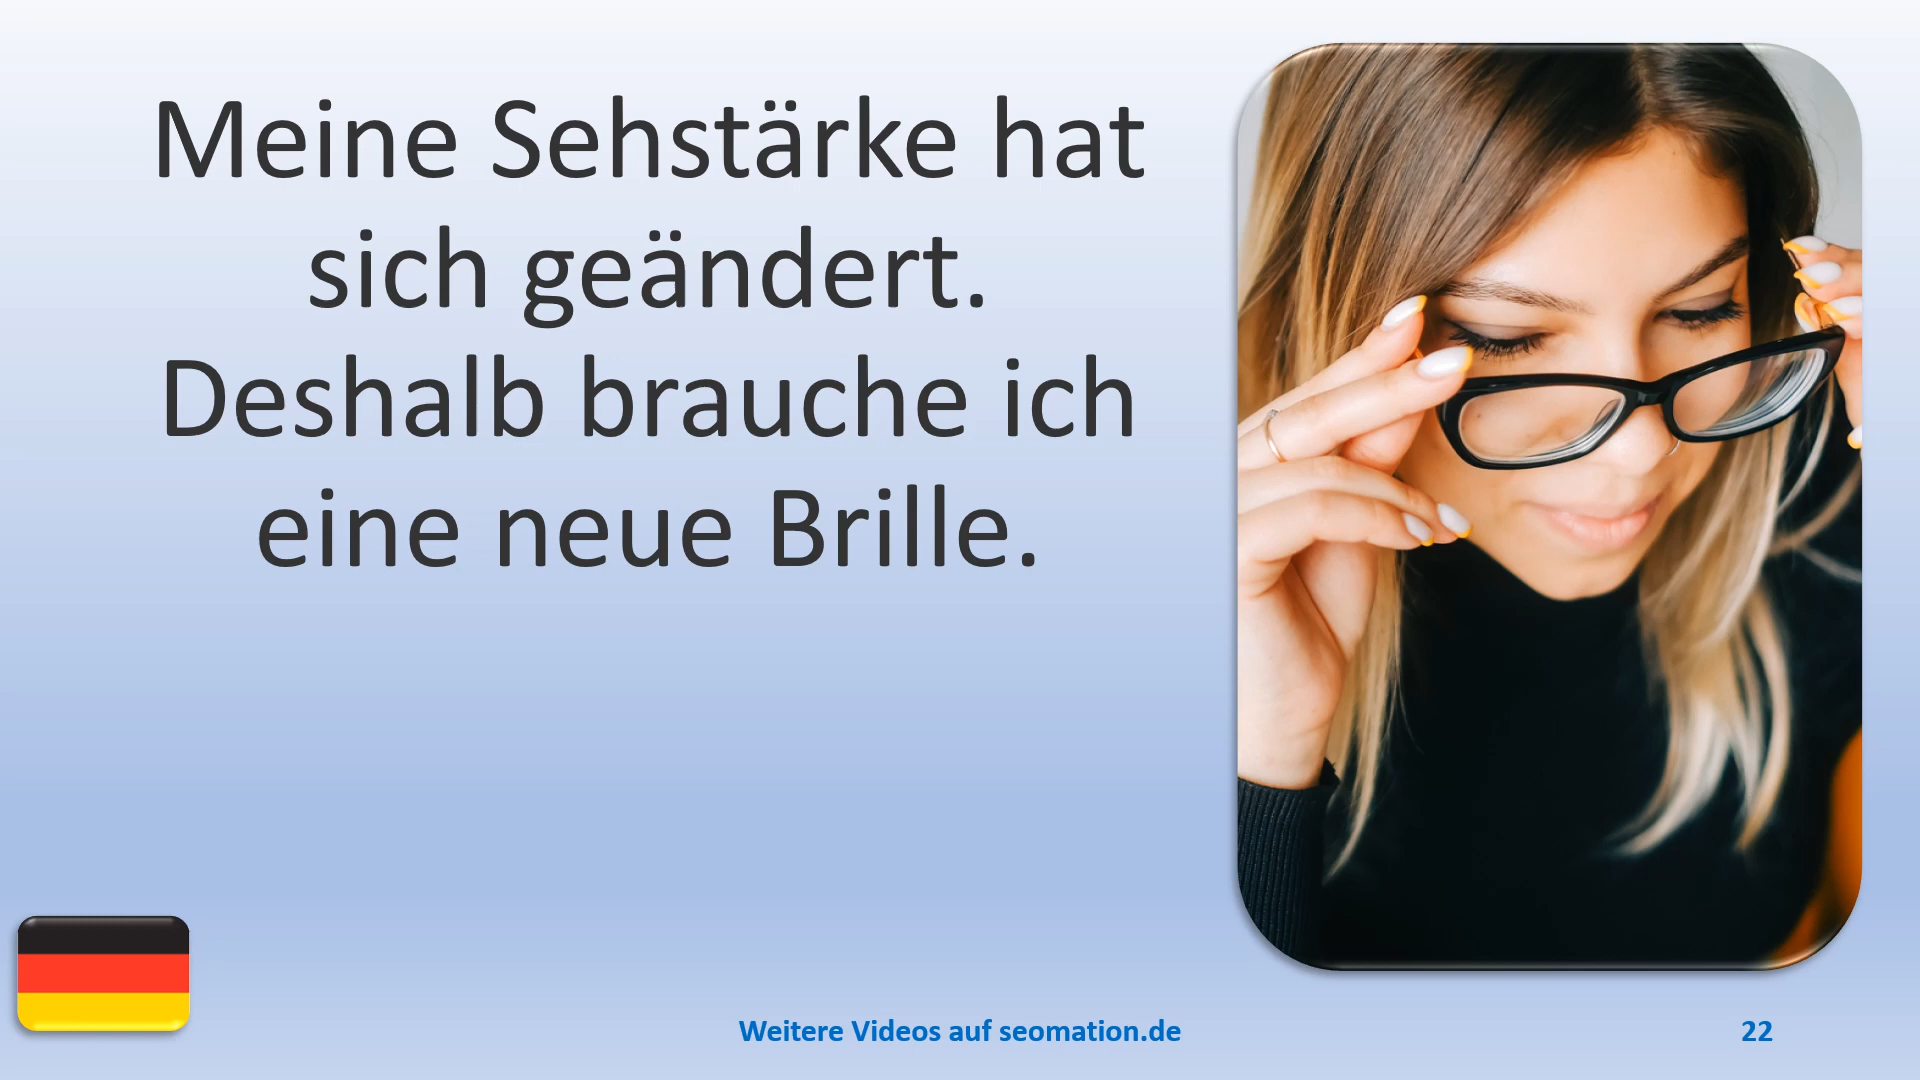 Meine Sehstärke hat
sich geändert.
Deshalb brauche ich
eine neue Brille.
Weitere Videos auf seomation.de
22